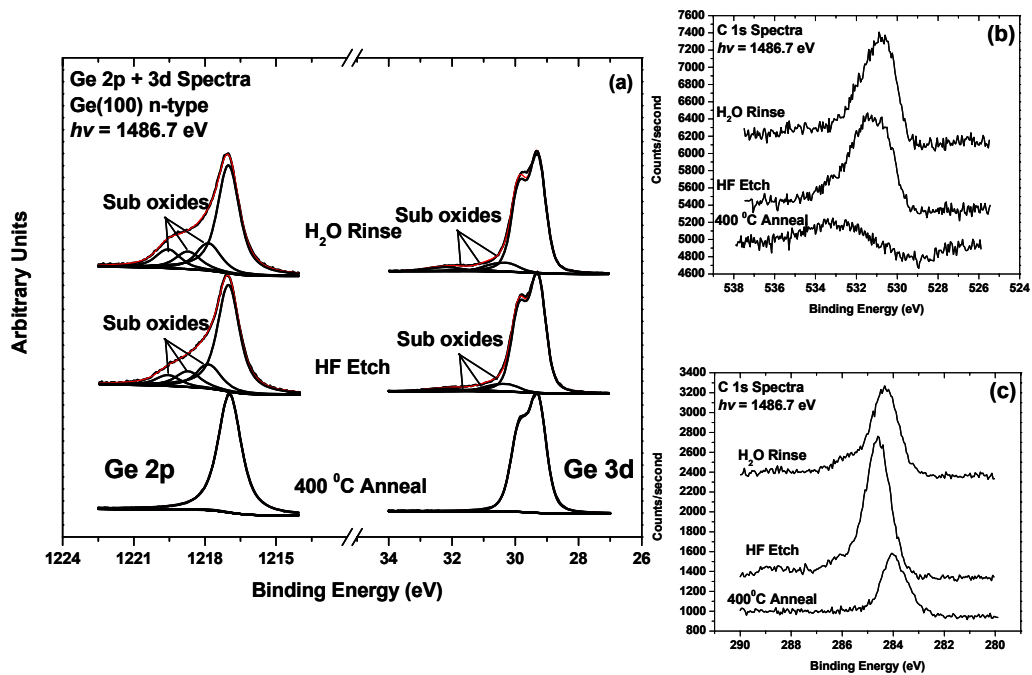 Ge 2p + 3d Spectra
Ge(100) n-type
hν = 1486.7 eV
(a)
Sub oxides
Sub oxides
H₂O Rinse
Sub oxides
Sub oxides
HF Etch
Ge 2p
Ge 3d
400 ⁰C Anneal
Arbitrary Units
1224 1221 1218 1215 34 32 30 28 26
Binding Energy (eV)
C 1s Spectra
hν = 1486.7 eV
(b)
H₂O Rinse
HF Etch
400 ⁰C Anneal
Counts/second
7600
7400
7200
7000
6800
6600
6400
6200
6000
5800
5600
5400
5200
5000
4800
4600
538 536 534 532 530 528 526 524
Binding Energy (eV)
C 1s Spectra
hν = 1486.7 eV
(c)
H₂O Rinse
HF Etch
400⁰C Anneal
Counts/second
3400
3200
3000
2800
2600
2400
2200
2000
1800
1600
1400
1200
1000
800
290 288 286 284 282 280
Binding Energy (eV)